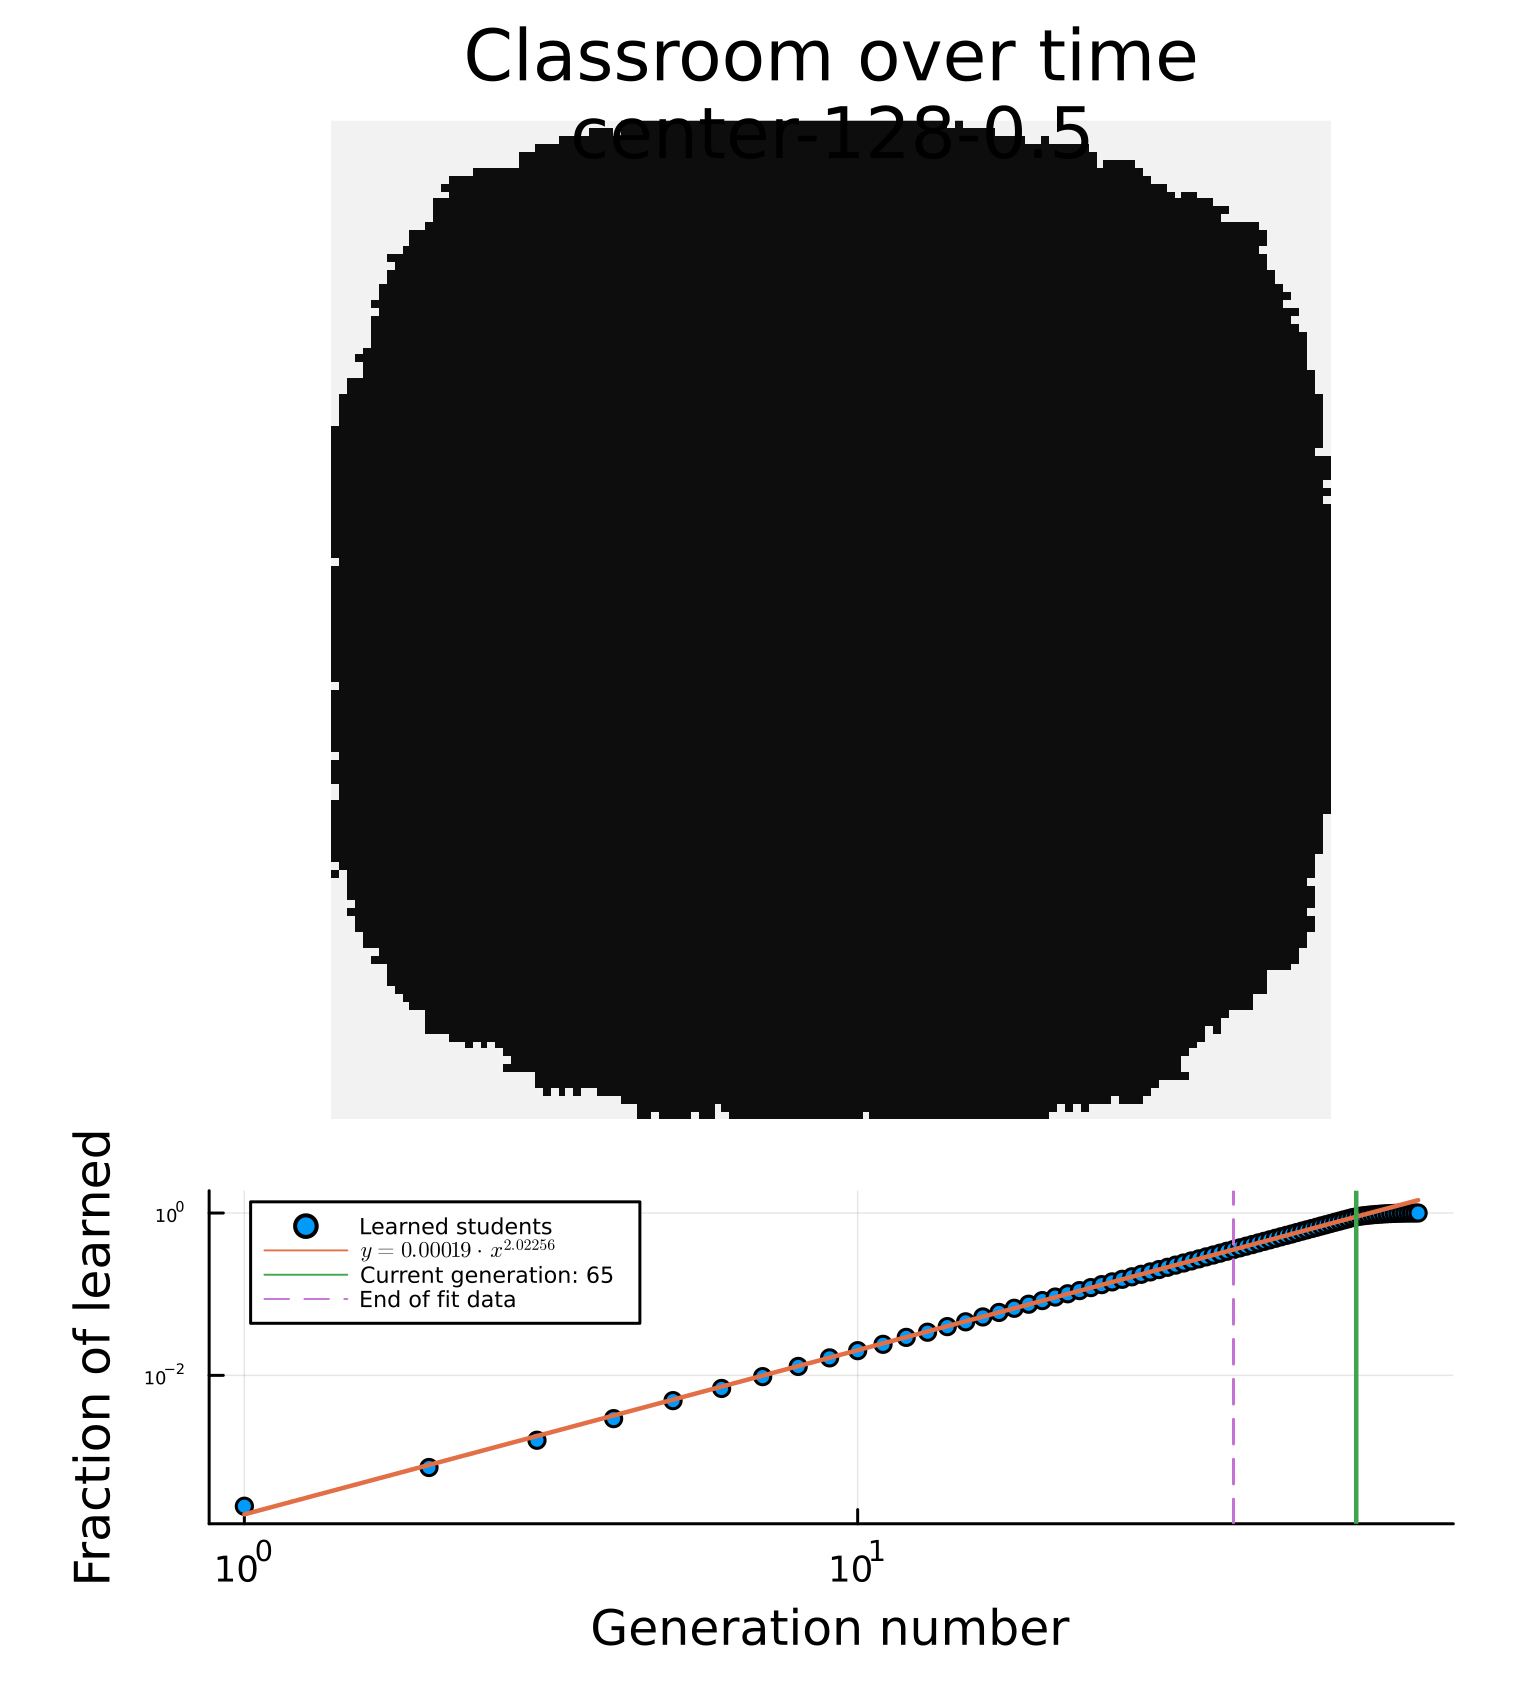 Classroom over time
center-128-0.5
Fraction of learned
10⁰
10⁻²
Learned students
y = 0.00019 · x^2.02256
Current generation: 65
End of fit data
10⁰
10¹
Generation number